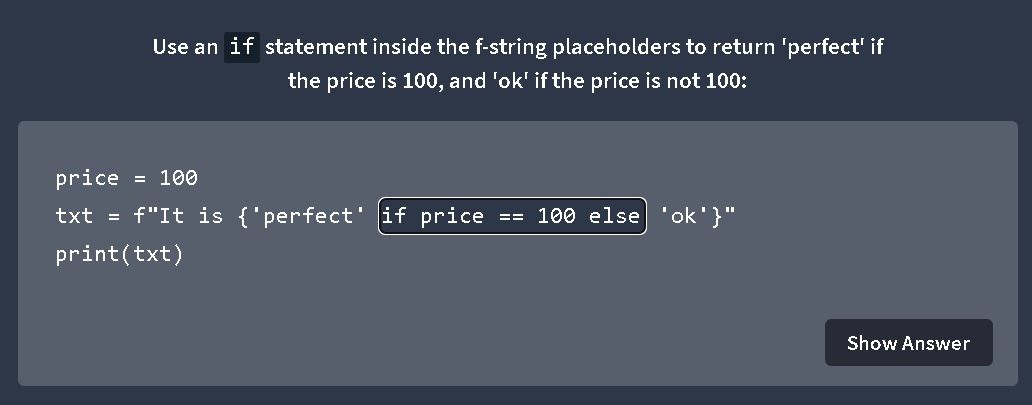 Use an if statement inside the f-string placeholders to return 'perfect' if
the price is 100, and 'ok' if the price is not 100:
price = 100
txt = f"It is {'perfect' if price == 100 else 'ok'}"
print(txt)
Show Answer